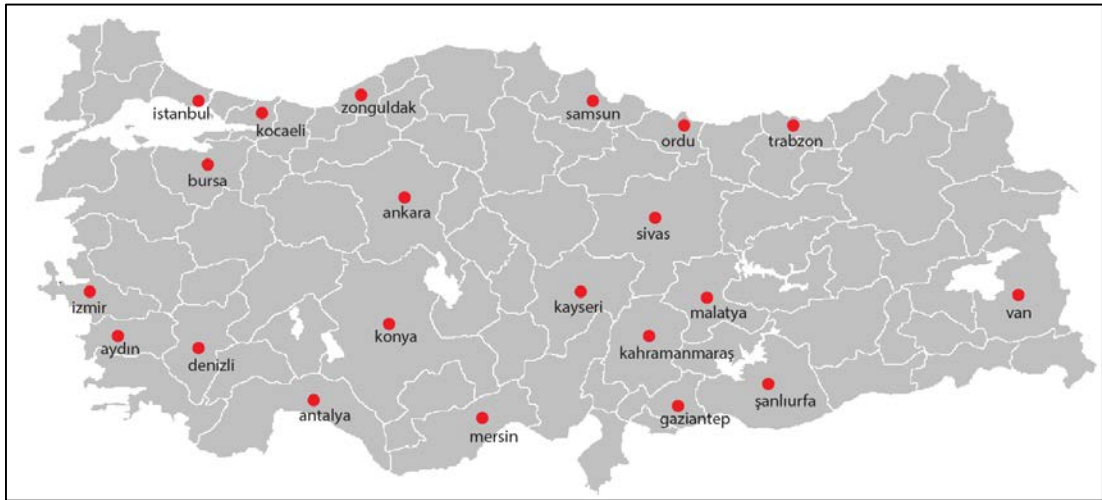 zonguldak
istanbul
kocaeli
samsun
ordu
trabzon
bursa
ankara
sivas
izmir
kayseri
malatya
van
aydın
denizli
konya
kahramanmaraş
antalya
mersin
gaziantep
şanlıurfa